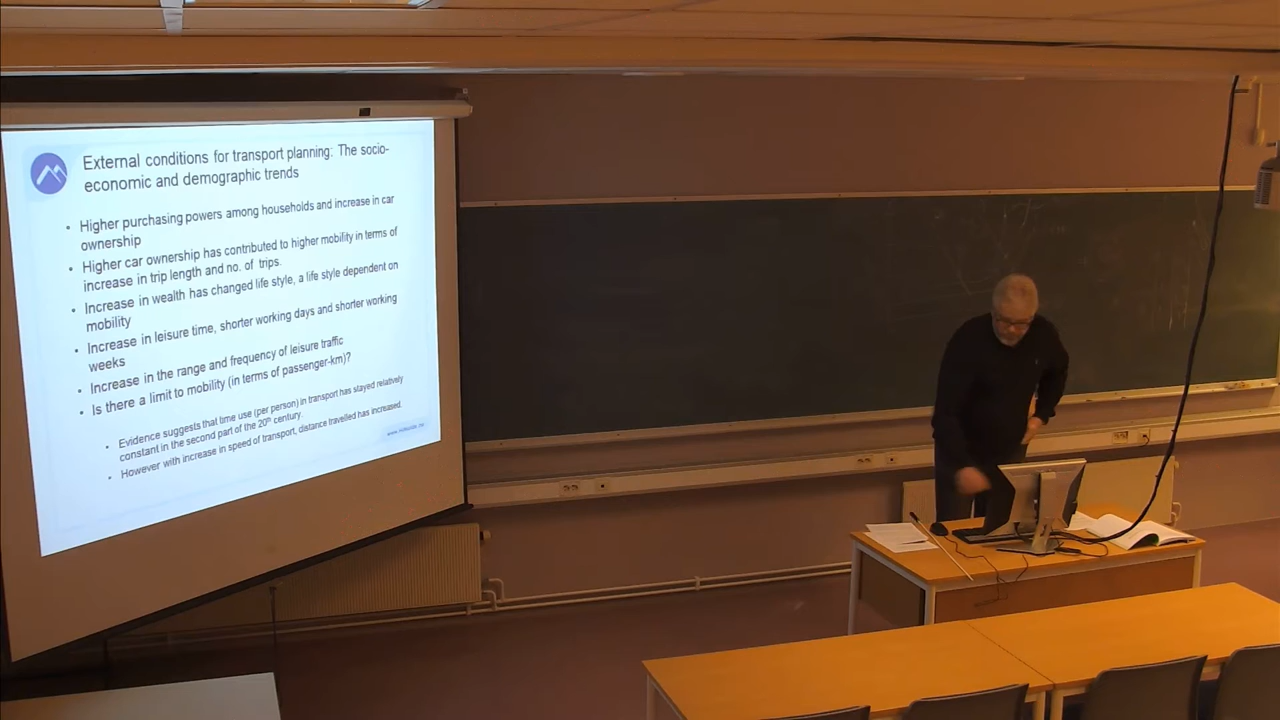 External conditions for transport planning: The socio-
economic and demographic trends
• Higher purchasing powers among households and increase in car
ownership
• Higher car ownership has contributed to higher mobility in terms of
increase in trip length and no. of trips.
• Increase in wealth has changed life style, a life style dependent on
mobility
• Increase in leisure time, shorter working days and shorter working
weeks
• Increase in the range and frequency of leisure traffic
• Is there a limit to mobility (in terms of passenger-km)?
• Evidence suggests that time use (per person) in transport has stayed relatively
constant in the second part of the 20th century.
• However with increase in speed of transport, distance travelled has increased.